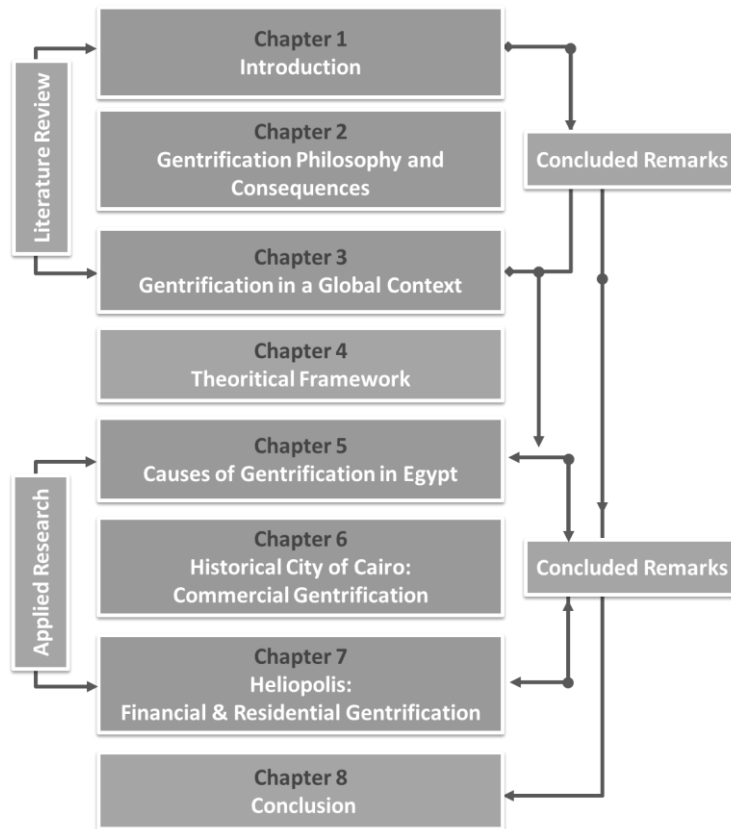 Literature Review
Chapter 1
Introduction
Chapter 2
Gentrification Philosophy and
Consequences
Concluded Remarks
Chapter 3
Gentrification in a Global Context
Chapter 4
Theoritical Framework
Applied Research
Chapter 5
Causes of Gentrification in Egypt
Chapter 6
Historical City of Cairo:
Commercial Gentrification
Concluded Remarks
Chapter 7
Heliopolis:
Financial & Residential Gentrification
Chapter 8
Conclusion